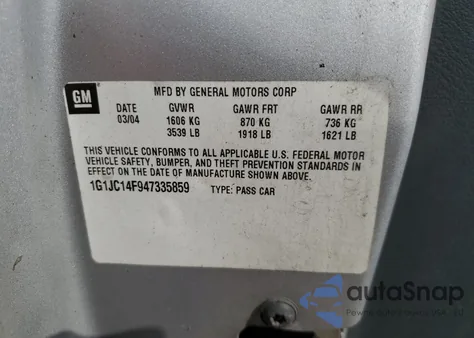 GM
MFD BY GENERAL MOTORS CORP
DATE GVWR GAWR FRT GAWR RR
03/04 1606 KG 870 KG 736 KG
3539 LB 1918 LB 1621 LB
THIS VEHICLE CONFORMS TO ALL APPLICABLE U.S. FEDERAL MOTOR
VEHICLE SAFETY, BUMPER, AND THEFT PREVENTION STANDARDS IN
EFFECT ON THE DATE OF MANUFACTURE SHOWN ABOVE.
1G1JC14F947335859 TYPE: PASS CAR
autoSnap